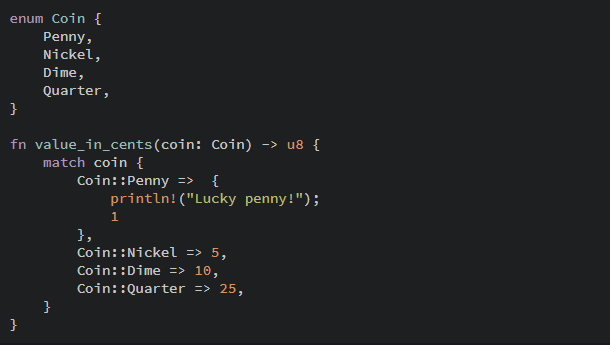 enum Coin {
    Penny,
    Nickel,
    Dime,
    Quarter,
}
fn value_in_cents(coin: Coin) -> u8 {
    match coin {
        Coin::Penny =>  {
            println!("Lucky penny!");
            1
        },
        Coin::Nickel => 5,
        Coin::Dime => 10,
        Coin::Quarter => 25,
    }
}